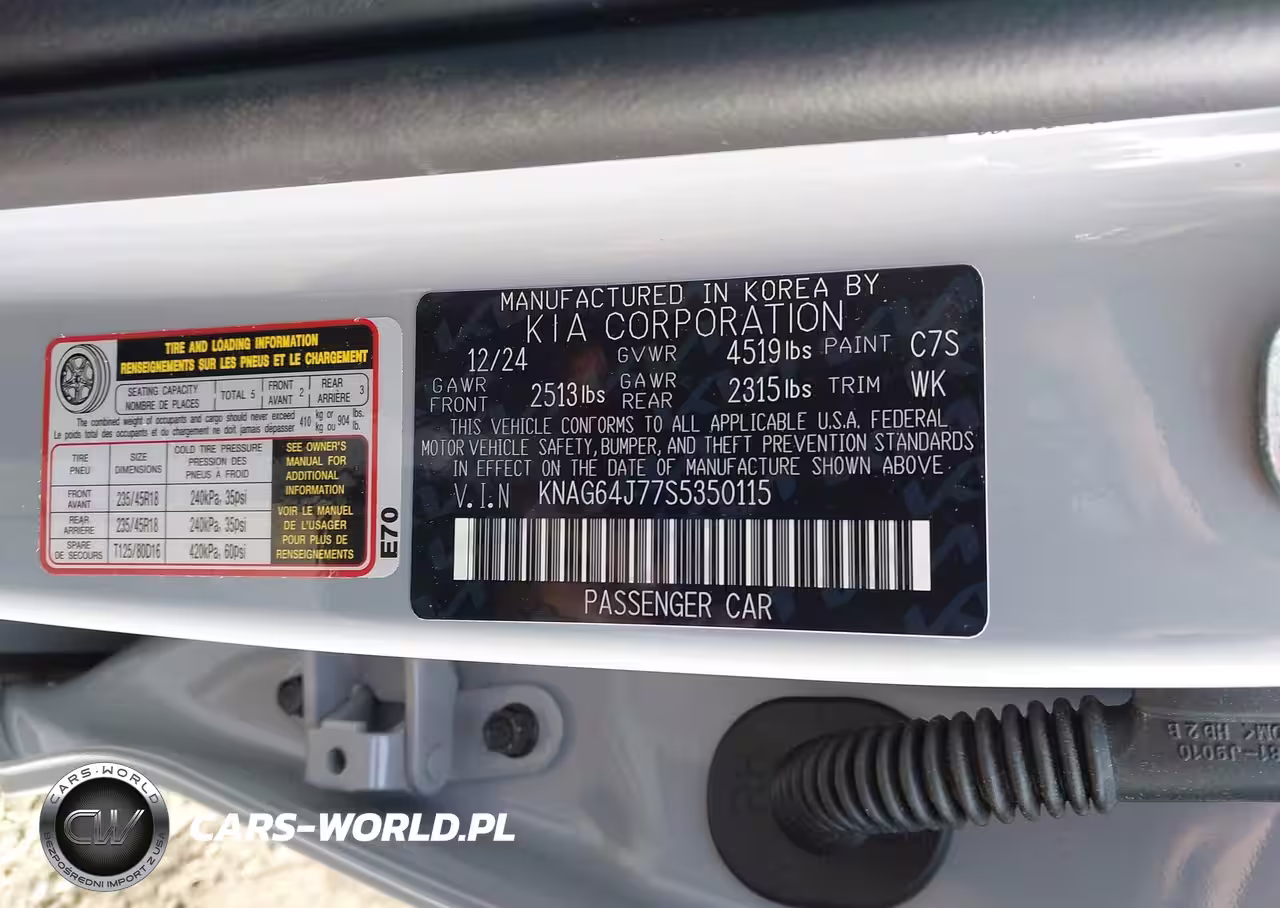 MANUFACTURED IN KOREA BY
KIA CORPORATION
12/24 GVWR 4519 lbs PAINT C7S
GAWR FRONT 2513 lbs GAWR REAR 2315 lbs TRIM WK
THIS VEHICLE CONFORMS TO ALL APPLICABLE U.S.A. FEDERAL
MOTOR VEHICLE SAFETY, BUMPER, AND THEFT PREVENTION STANDARDS
IN EFFECT ON THE DATE OF MANUFACTURE SHOWN ABOVE.
V.I.N KNAG64J77S5350115
PASSENGER CAR
TIRE AND LOADING INFORMATION
RENSEIGNEMENTS SUR LES PNEUS ET LE CHARGEMENT
SEATING CAPACITY
NOMBRE DE PLACES
TOTAL 5
FRONT
AVANT 2
REAR
ARRIÈRE 3
The combined weight of occupants and cargo should never exceed 410 kg or 904 lbs.
Le poids total des occupants et du chargement ne doit jamais dépasser 410 kg ou 904 lb.
TIRE
PNEU
SIZE
DIMENSIONS
COLD TIRE PRESSURE
PRESSION DES
PNEUS À FROID
FRONT
AVANT
235/45R18 240kPa, 35psi
REAR
ARRIÈRE
235/45R18 240kPa, 35psi
SPARE
DE SECOURS
T125/80D16 420kPa, 60psi
SEE OWNER'S
MANUAL FOR
ADDITIONAL
INFORMATION
VOIR LE MANUEL
DE L'USAGER
POUR PLUS DE
RENSEIGNEMENTS
E70
HB2B
J9010
CARS-WORLD
CW
BEZPOŚREDNI IMPORT Z USA
CARS-WORLD.PL